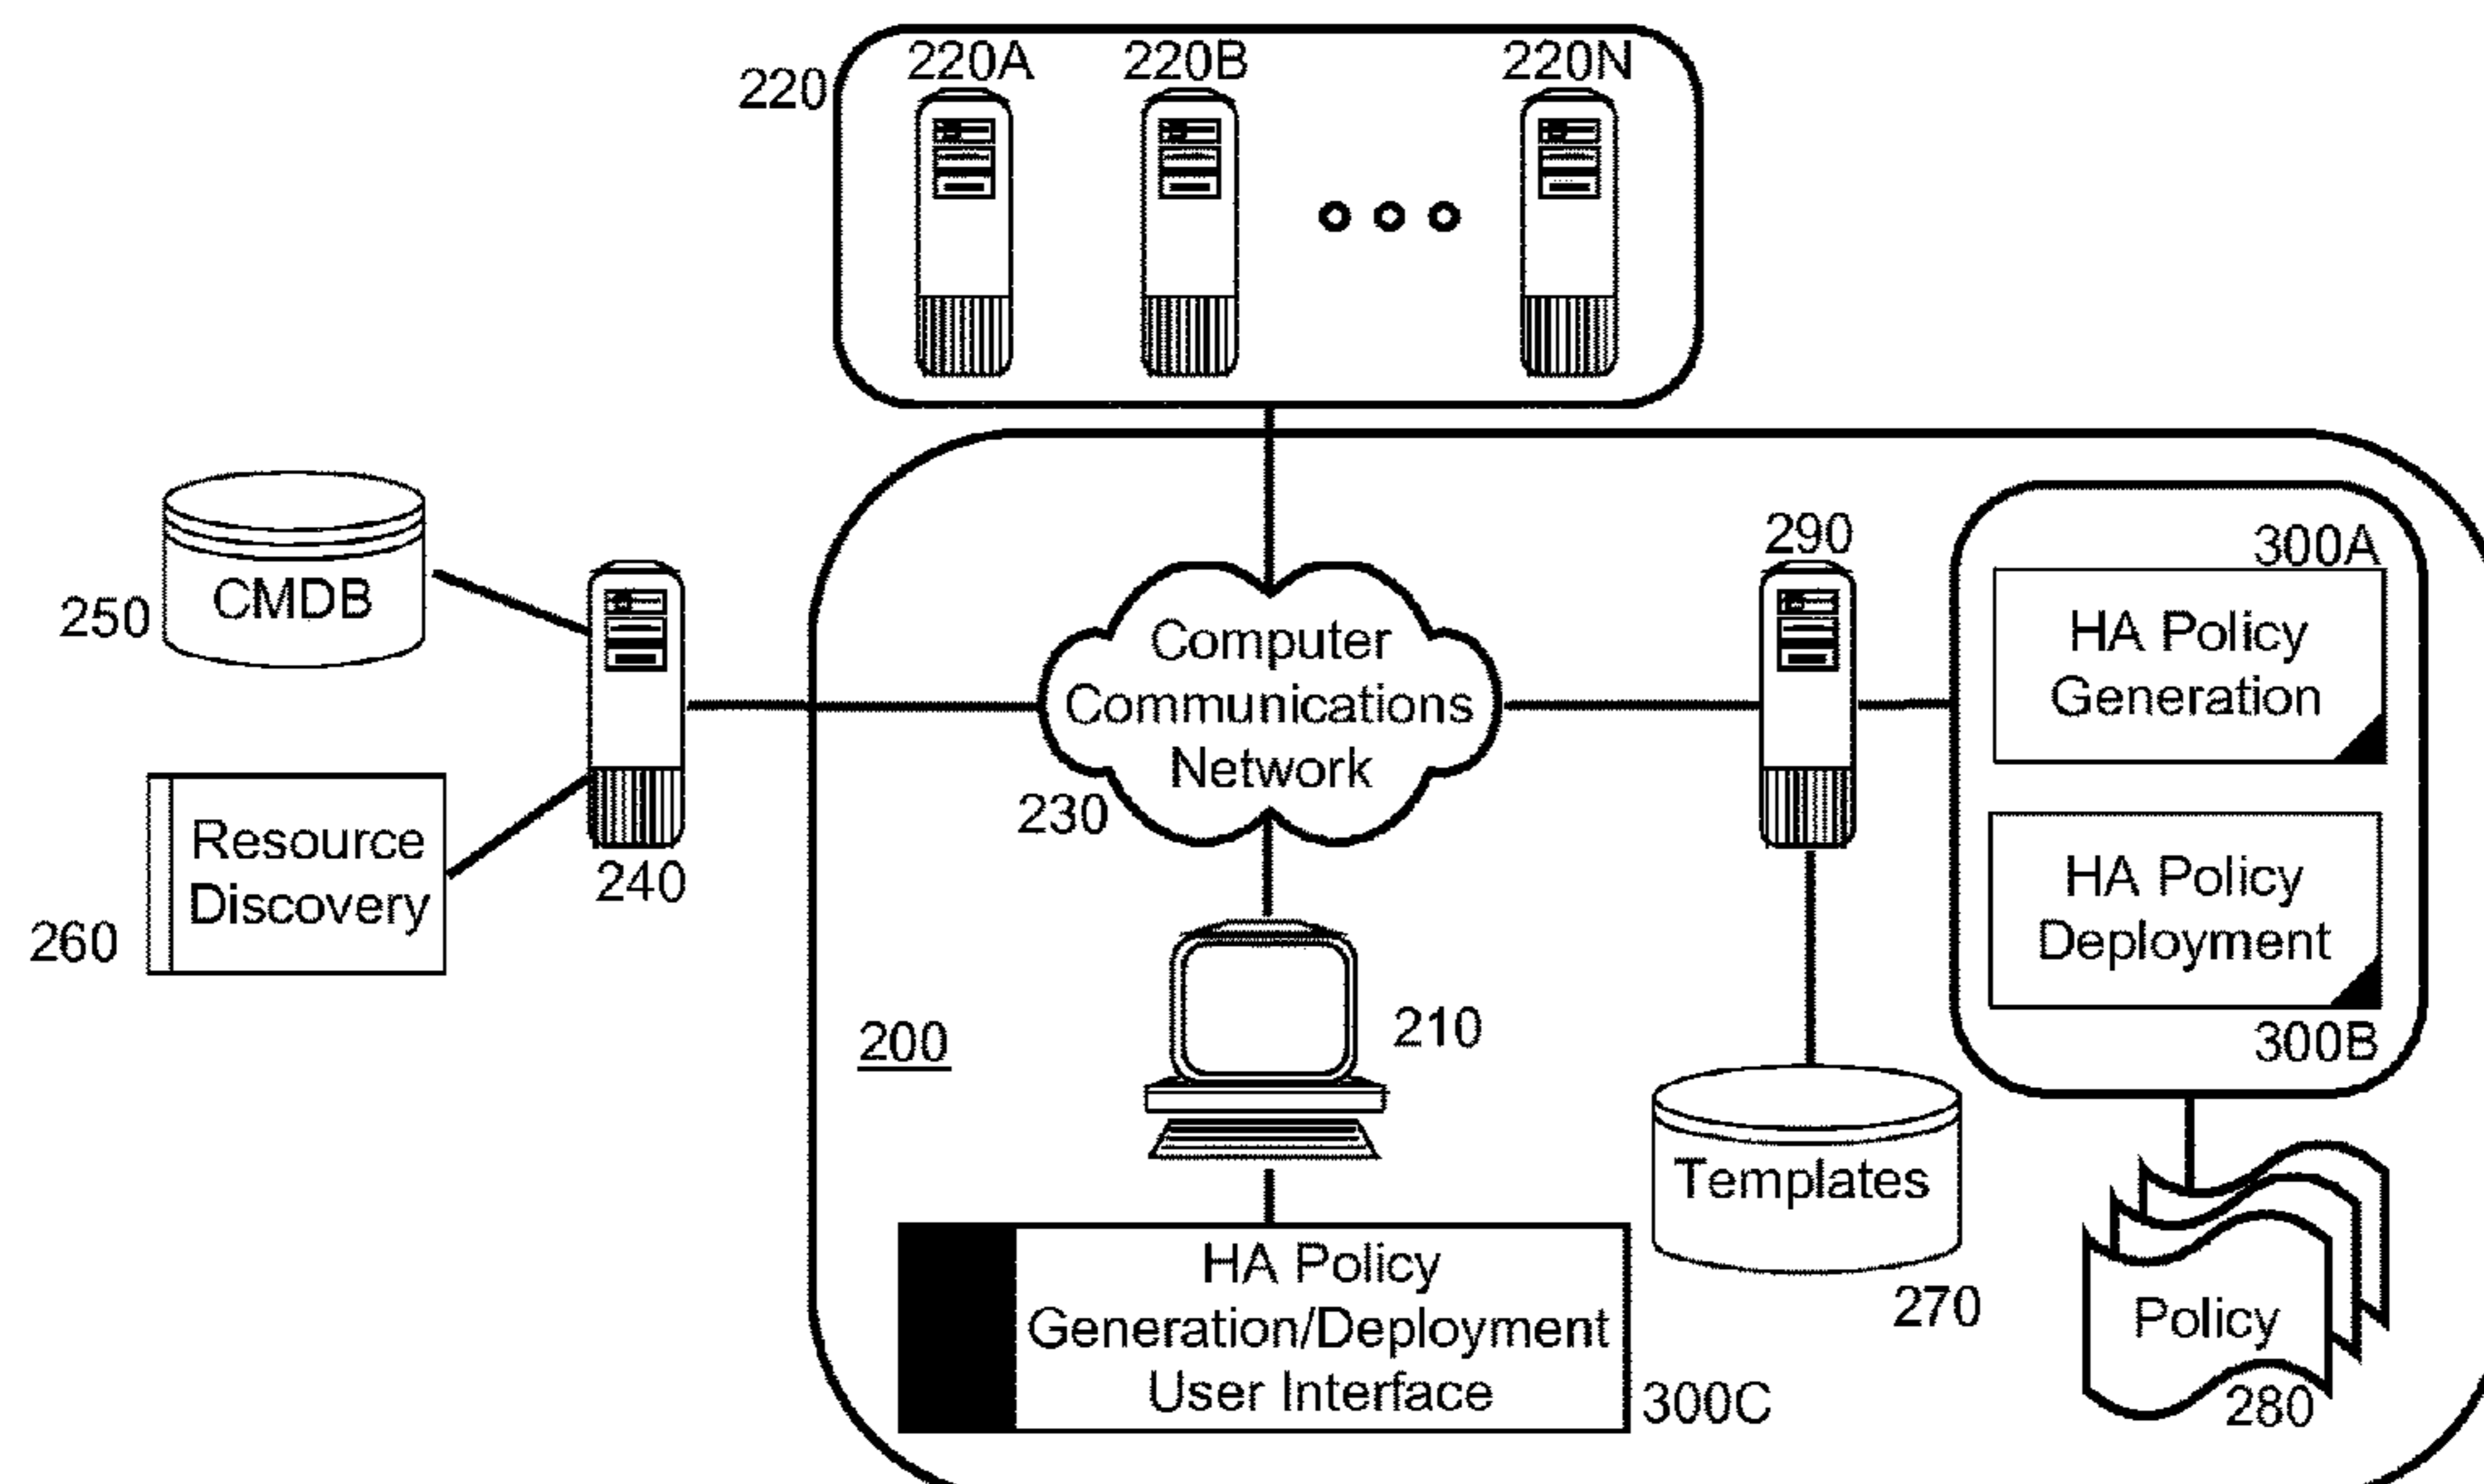 220
220A
220B
220N
CMDB
250
Resource
Discovery
260
240
Computer
Communications
Network
230
290
300A
HA Policy
Generation
HA Policy
Deployment
300B
200
210
Templates
270
HA Policy
Generation/Deployment
User Interface
300C
Policy
280